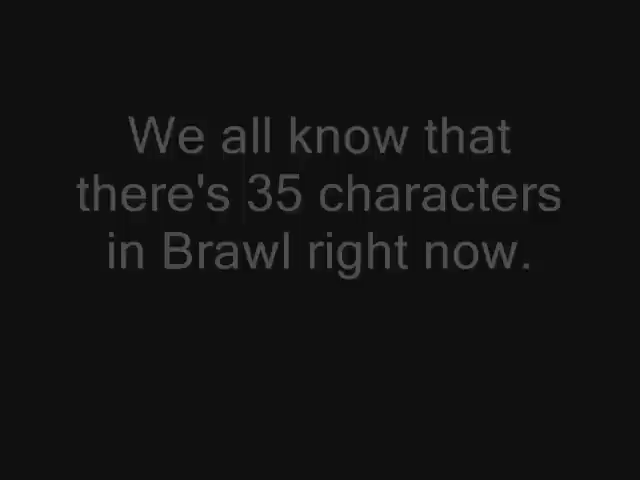 We all know that
there's 35 characters
in Brawl right now.